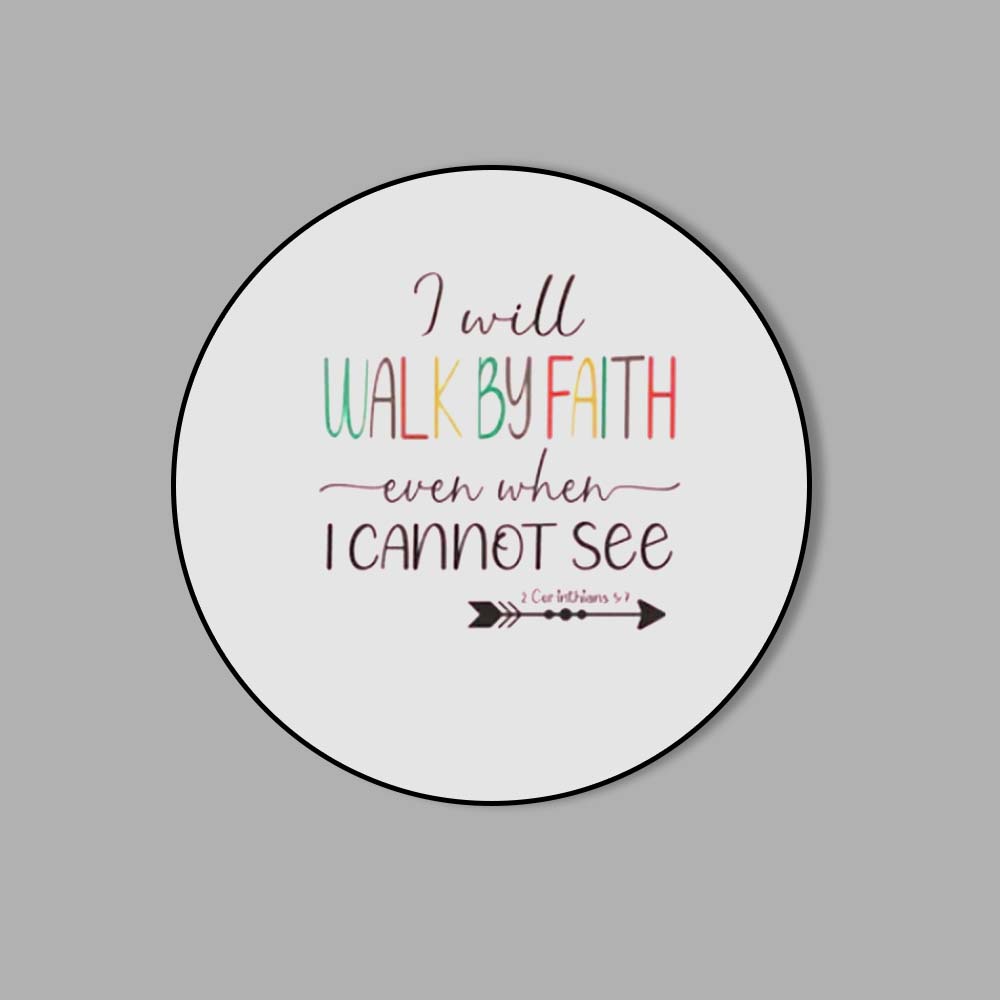 I will
WALK BY FAITH
even when
I CANNOT See
2 Corinthians 5:7